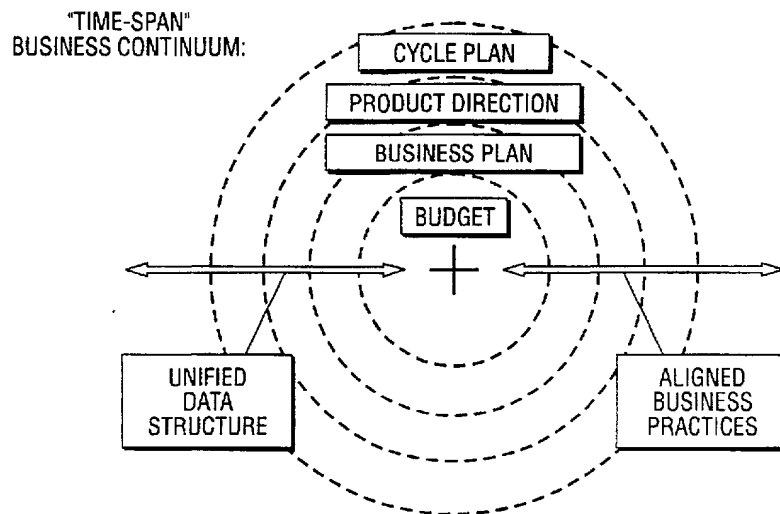 "TIME-SPAN"
BUSINESS CONTINUUM:
CYCLE PLAN
PRODUCT DIRECTION
BUSINESS PLAN
BUDGET
UNIFIED
DATA
STRUCTURE
ALIGNED
BUSINESS
PRACTICES